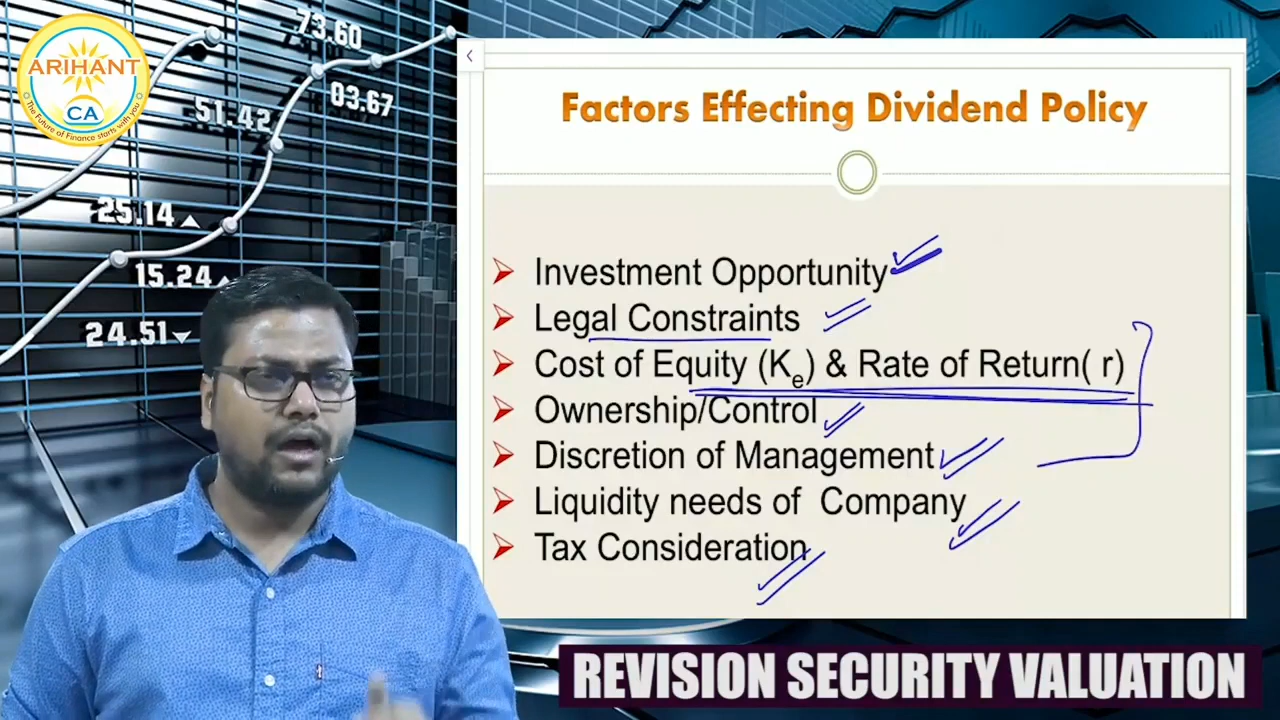 ARIHANT
CA
The Future of Finance starts with you
73.60
03.67
51.42
25.14
15.24
24.51
Factors Effecting Dividend Policy
Investment Opportunity
Legal Constraints
Cost of Equity (Ke) & Rate of Return( r)
Ownership/Control
Discretion of Management
Liquidity needs of Company
Tax Consideration
REVISION SECURITY VALUATION